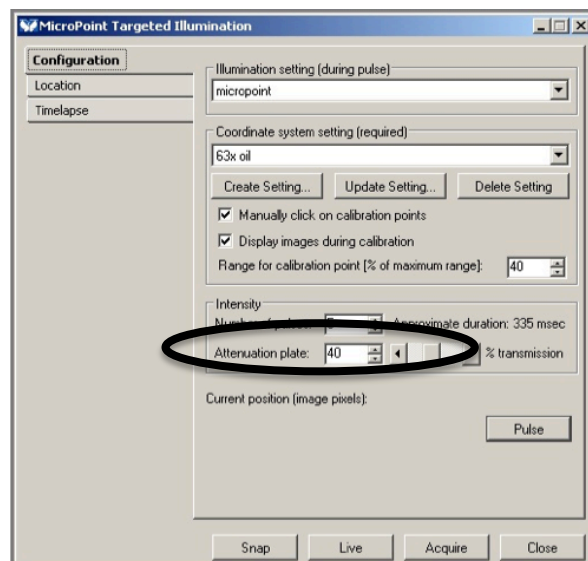 MicroPoint Targeted Illumination
Configuration
Location
Timelapse
Illumination setting (during pulse)
micropoint
Coordinate system setting (required)
63x oil
Create Setting... Update Setting... Delete Setting
Manually click on calibration points
Display images during calibration
Range for calibration point [% of maximum range]: 40
Intensity
Number of pulses: Approximate duration: 335 msec
Attenuation plate: 40 % transmission
Current position (image pixels):
Pulse
Snap Live Acquire Close